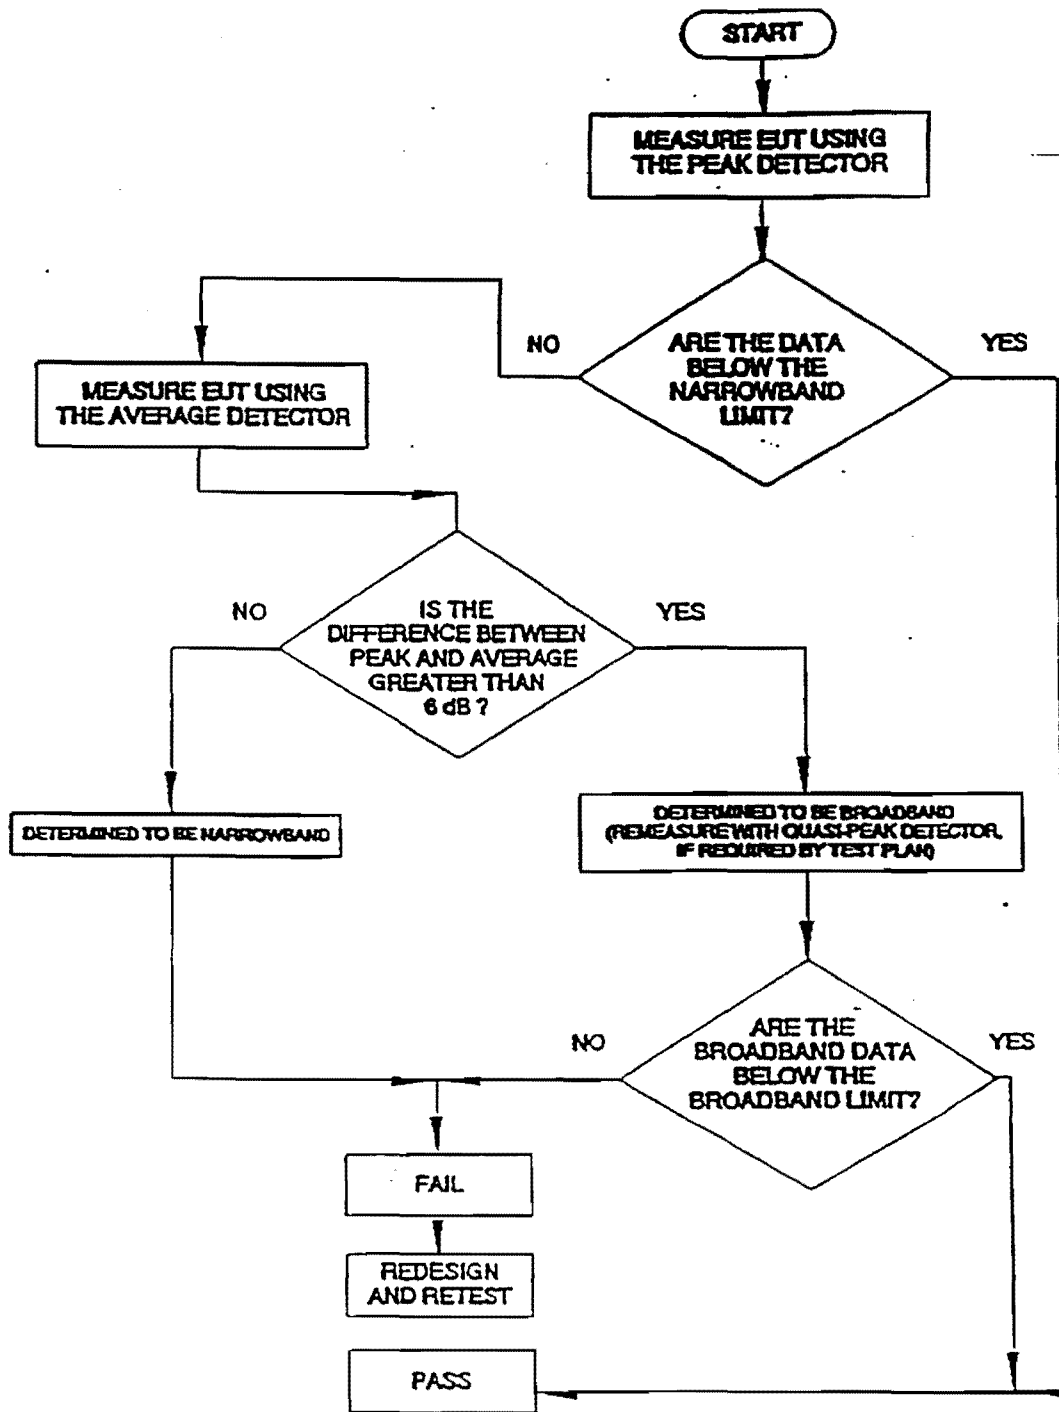 START
MEASURE EUT USING
THE PEAK DETECTOR
NO
ARE THE DATA
BELOW THE
NARROWBAND
LIMIT?
YES
MEASURE EUT USING
THE AVERAGE DETECTOR
NO
IS THE
DIFFERENCE BETWEEN
PEAK AND AVERAGE
GREATER THAN
6 dB ?
YES
DETERMINED TO BE NARROWBAND
DETERMINED TO BE BROADBAND
(REMEASURE WITH QUASI-PEAK DETECTOR,
IF REQUIRED BY TEST PLAN)
NO
ARE THE
BROADBAND DATA
BELOW THE
BROADBAND LIMIT?
YES
FAIL
REDESIGN
AND RETEST
PASS